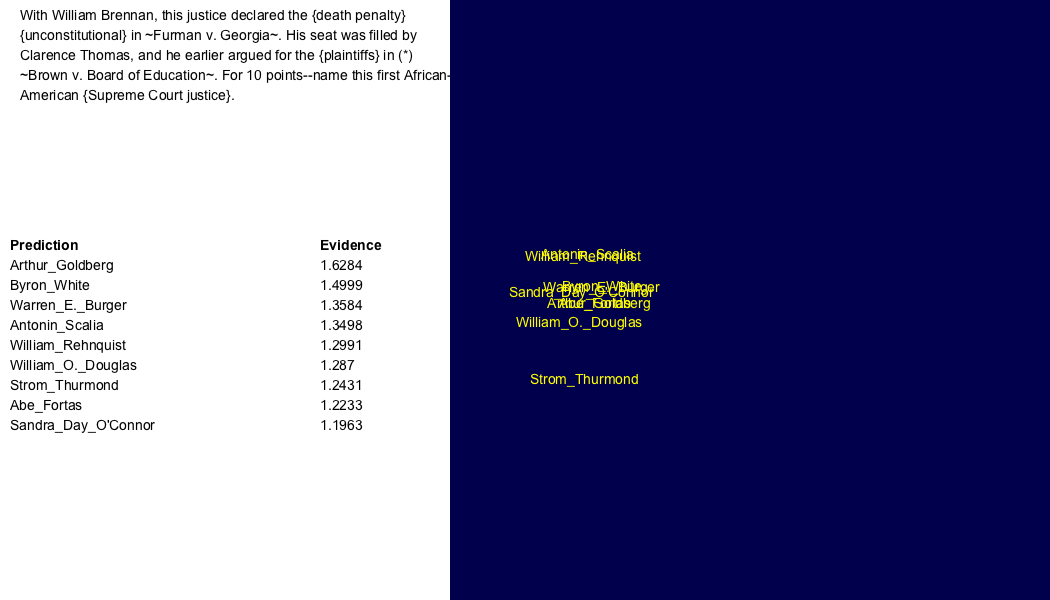 With William Brennan, this justice declared the {death penalty}
{unconstitutional} in ~Furman v. Georgia~. His seat was filled by
Clarence Thomas, and he earlier argued for the {plaintiffs} in (*)
~Brown v. Board of Education~. For 10 points--name this first African-
American {Supreme Court justice}.
Prediction Evidence
Arthur_Goldberg 1.6284
Byron_White 1.4999
Warren_E._Burger 1.3584
Antonin_Scalia 1.3498
William_Rehnquist 1.2991
William_O._Douglas 1.287
Strom_Thurmond 1.2431
Abe_Fortas 1.2233
Sandra_Day_O'Connor 1.1963
Antonin_Scalia
William_Rehnquist
Byron_White
Warren_E._Burger
Sandra_Day_O'Connor
Arthur_Goldberg
Abe_Fortas
William_O._Douglas
Strom_Thurmond